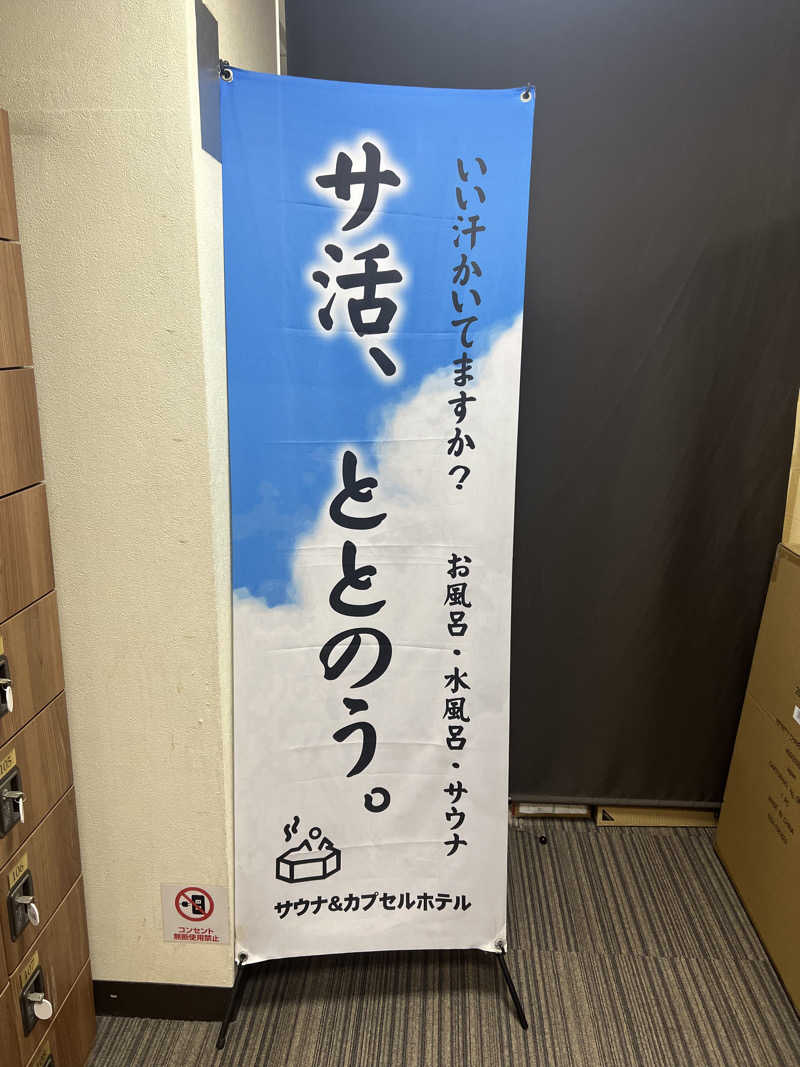 いい汗かいてますか？
お風呂・水風呂・サウナ
サ活、
ととのう。
サウナ&カプセルホテル
コンセント
無断使用禁止
105
106